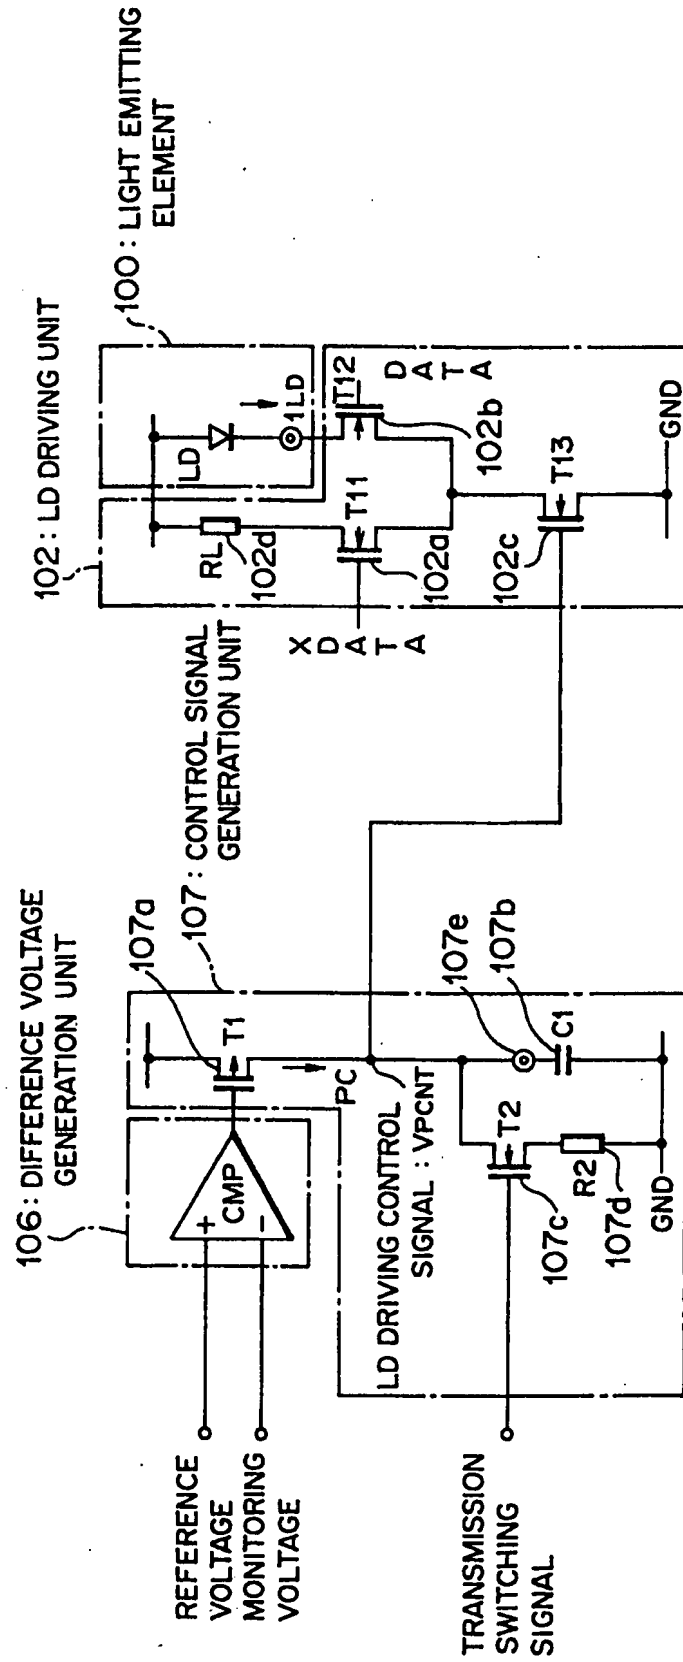 106 : DIFFERENCE VOLTAGE
GENERATION UNIT
107a
107 : CONTROL SIGNAL
GENERATION UNIT
102 : LD DRIVING UNIT
100 : LIGHT EMITTING
ELEMENT
REFERENCE
VOLTAGE
MONITORING
VOLTAGE
+
-
CMP
T1
PC
LD DRIVING CONTROL
SIGNAL : VPCNT
107e
107b
C1
T2
107c
R2
107d
GND
TRANSMISSION
SWITCHING
SIGNAL
XDATA
RL
102d
T11
102a
LD
1LD
T12
DATA
102b
T13
102c
GND